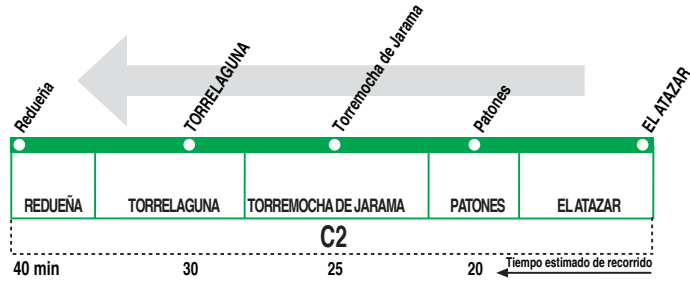 Redueña
TORRELAGUNA
Torremocha de Jarama
Patones
EL ATAZAR
REDUEÑA TORRELAGUNA TORREMOCHA DE JARAMA PATONES EL ATAZAR
C2
40 min 30 25 20 Tiempo estimado de recorrido